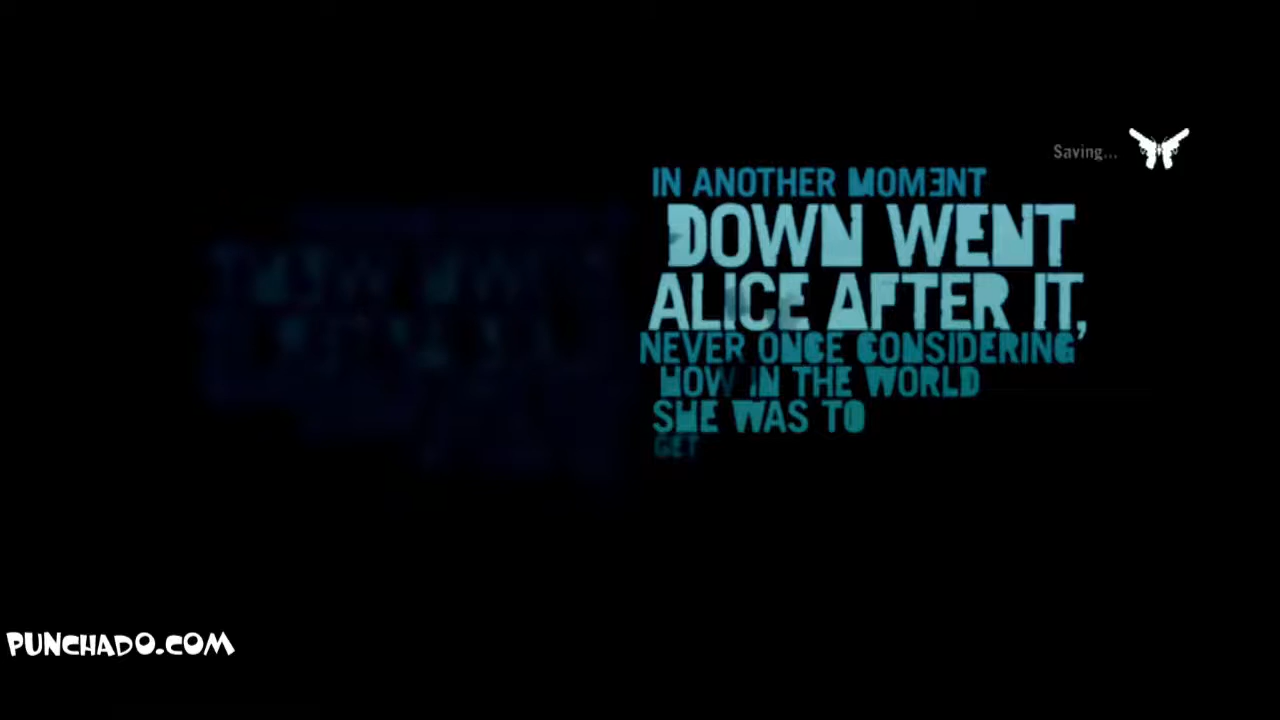 Saving...
IN ANOTHER MOMENT
DOWN WENT
ALICE AFTER IT,
NEVER ONCE CONSIDERING
HOW IN THE WORLD
SHE WAS TO
GET
PUNCHADO.COM